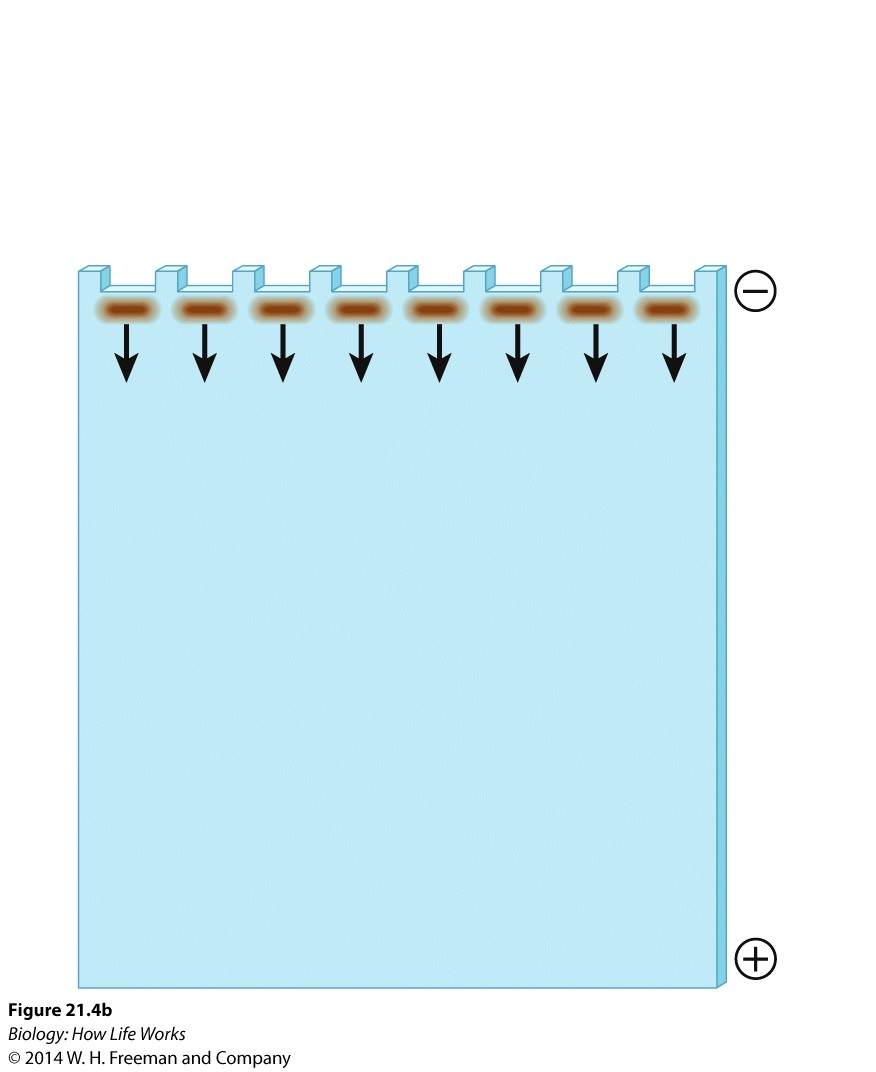 −
+
Figure 21.4b
Biology: How Life Works
© 2014 W. H. Freeman and Company